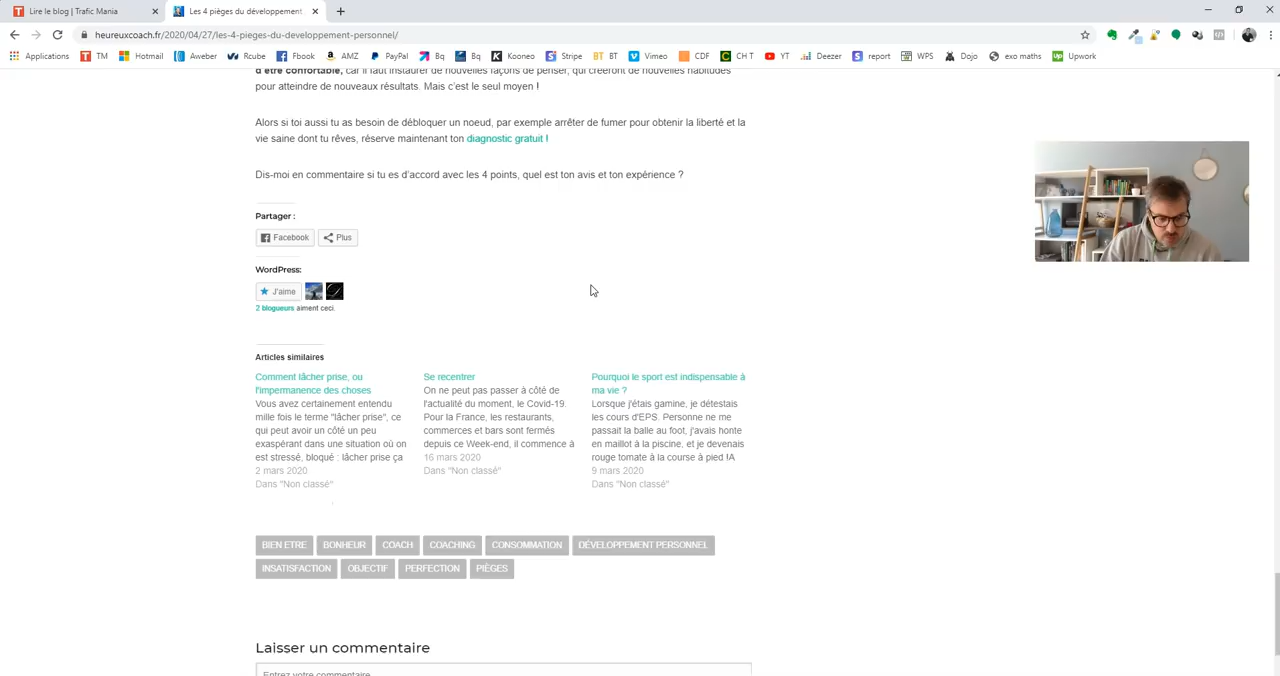 Lire le blog | Trafic Mania
Les 4 pièges du développement
heureuxcoach.fr/2020/04/27/les-4-pieges-du-developpement-personnel/
Applications TM Hotmail Aweber Rcube Fbook AMZ PayPal Bq Bq Kooneo Stripe BT Vimeo CDF CH T YT Deezer report WPS Dojo exo maths Upwork
d'être confortable, car il faut instaurer de nouvelles façons de penser, qui créeront de nouvelles habitudes
pour atteindre de nouveaux résultats. Mais c'est le seul moyen !
Alors si toi aussi tu as besoin de débloquer un noeud, par exemple arrêter de fumer pour obtenir la liberté et la
vie saine dont tu rêves, réserve maintenant ton diagnostic gratuit !
Dis-moi en commentaire si tu es d'accord avec les 4 points, quel est ton avis et ton expérience ?
Partager :
Facebook Plus
WordPress:
J'aime
2 blogueurs aiment ceci.
Articles similaires
Comment lâcher prise, ou
l'impermanence des choses
Vous avez certainement entendu
mille fois le terme "lâcher prise", ce
qui peut avoir un côté un peu
exaspérant dans une situation où on
est stressé, bloqué : lâcher prise ça
2 mars 2020
Dans "Non classé"
Se recentrer
On ne peut pas passer à côté de
l'actualité du moment, le Covid-19.
Pour la France, les restaurants,
commerces et bars sont fermés
depuis ce Week-end, il commence à
16 mars 2020
Dans "Non classé"
Pourquoi le sport est indispensable à
ma vie ?
Lorsque j'étais gamine, je détestais
les cours d'EPS. Personne ne me
passait la balle au foot, j'avais honte
en maillot à la piscine, et je devenais
rouge tomate à la course à pied !A
9 mars 2020
Dans "Non classé"
BIEN ETRE BONHEUR COACH COACHING CONSOMMATION DÉVELOPPEMENT PERSONNEL
INSATISFACTION OBJECTIF PERFECTION PIÈGES
Laisser un commentaire
Entrez votre commentaire